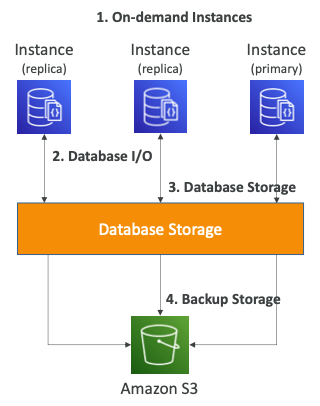 1. On-demand Instances
Instance Instance Instance
(replica) (replica) (primary)
2. Database I/O
3. Database Storage
Database Storage
4. Backup Storage
Amazon S3